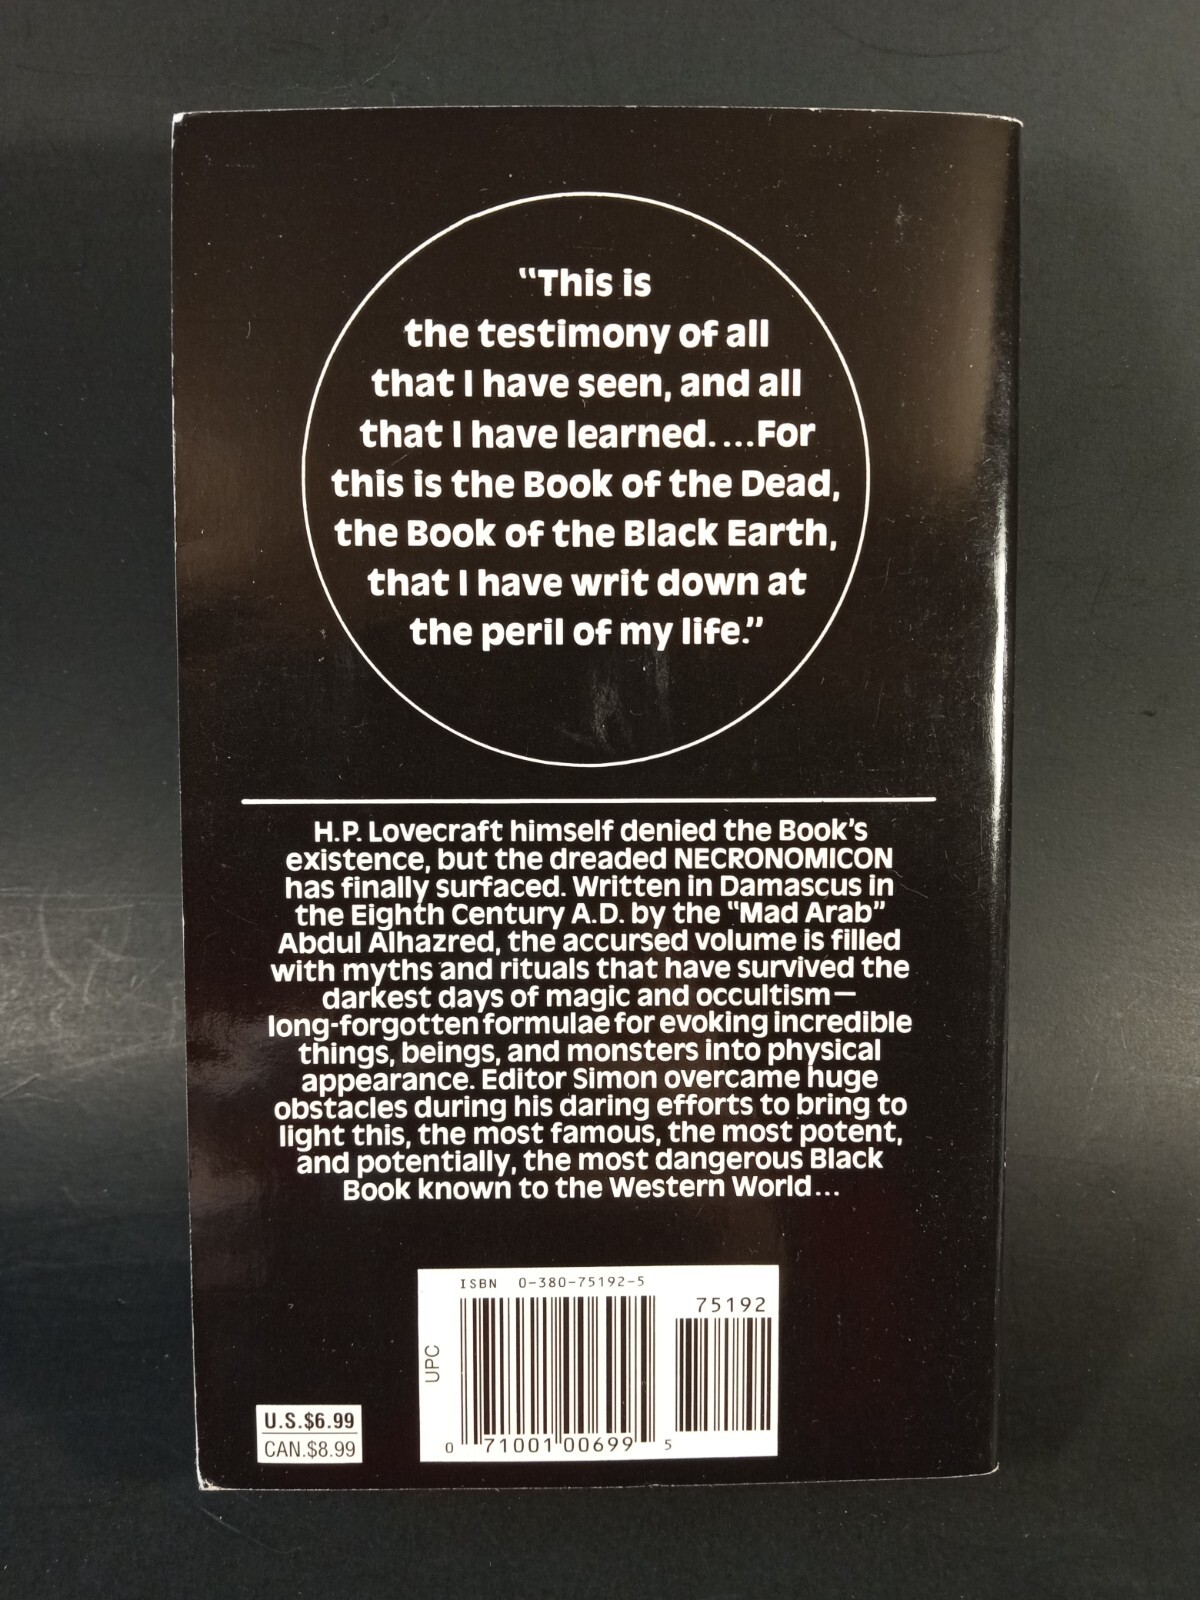 “This is
the testimony of all
that I have seen, and all
that I have learned....For
this is the Book of the Dead,
the Book of the Black Earth,
that I have writ down at
the peril of my life.”
H.P. Lovecraft himself denied the Book’s
existence, but the dreaded NECRONOMICON
has finally surfaced. Written in Damascus in
the Eighth Century A.D. by the “Mad Arab”
Abdul Alhazred, the accursed volume is filled
with myths and rituals that have survived the
darkest days of magic and occultism—
long-forgotten formulae for evoking incredible
things, beings, and monsters into physical
appearance. Editor Simon overcame huge
obstacles during his daring efforts to bring to
light this, the most famous, the most potent,
and potentially, the most dangerous Black
Book known to the Western World...
ISBN 0-380-75192-5
75192
UPC
0 71001 00699 5
U.S.$6.99
CAN.$8.99